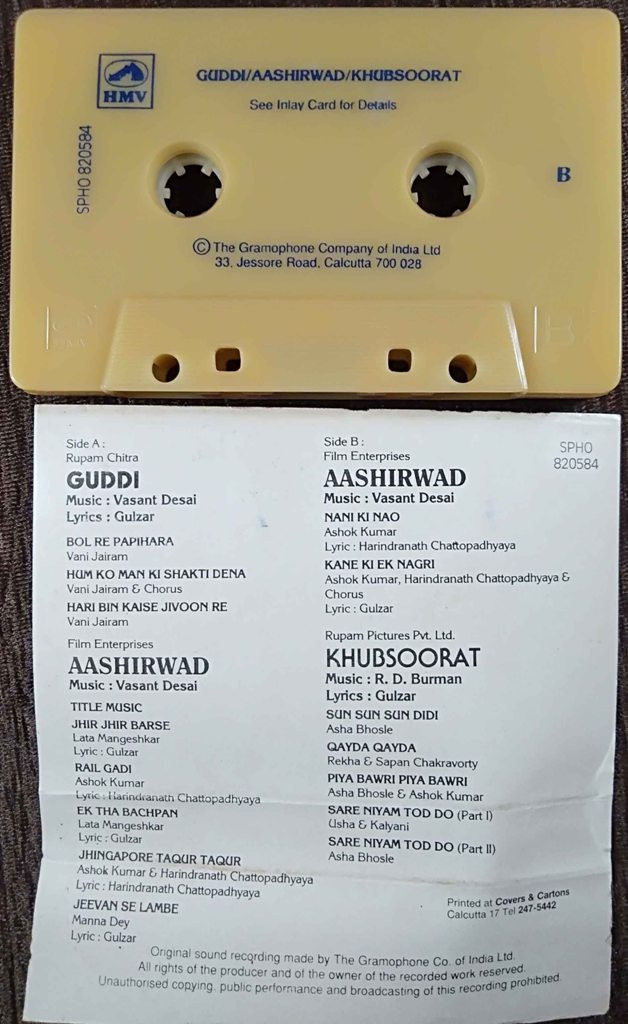 HMV
GUDDI/AASHIRWAD/KHUBSOORAT
See Inlay Card for Details
SPHO 820584
B
© The Gramophone Company of India Ltd
33, Jessore Road, Calcutta 700 028
Side A :
Rupam Chitra
GUDDI
Music : Vasant Desai
Lyrics : Gulzar
BOL RE PAPIHARA
Vani Jairam
HUM KO MAN KI SHAKTI DENA
Vani Jairam & Chorus
HARI BIN KAISE JIVOON RE
Vani Jairam
Film Enterprises
AASHIRWAD
Music : Vasant Desai
TITLE MUSIC
JHIR JHIR BARSE
Lata Mangeshkar
Lyric : Gulzar
RAIL GADI
Ashok Kumar
Lyric : Harindranath Chattopadhyaya
EK THA BACHPAN
Lata Mangeshkar
Lyric : Gulzar
JHINGAPORE TAQUR TAQUR
Ashok Kumar & Harindranath Chattopadhyaya
Lyric : Harindranath Chattopadhyaya
JEEVAN SE LAMBE
Manna Dey
Lyric : Gulzar
Side B :
Film Enterprises
AASHIRWAD
Music : Vasant Desai
NANI KI NAO
Ashok Kumar
Lyric : Harindranath Chattopadhyaya
KANE KI EK NAGRI
Ashok Kumar, Harindranath Chattopadhyaya &
Chorus
Lyric : Gulzar
Rupam Pictures Pvt. Ltd.
KHUBSOORAT
Music : R. D. Burman
Lyrics : Gulzar
SUN SUN SUN DIDI
Asha Bhosle
QAYDA QAYDA
Rekha & Sapan Chakravorty
PIYA BAWRI PIYA BAWRI
Asha Bhosle & Ashok Kumar
SARE NIYAM TOD DO (Part I)
Usha & Kalyani
SARE NIYAM TOD DO (Part II)
Asha Bhosle
SPHO
820584
Printed at Covers & Cartons
Calcutta 17 Tel 247-5442
Original sound recording made by The Gramophone Co. of India Ltd.
All rights of the producer and of the owner of the recorded work reserved.
Unauthorised copying, public performance and broadcasting of this recording prohibited.